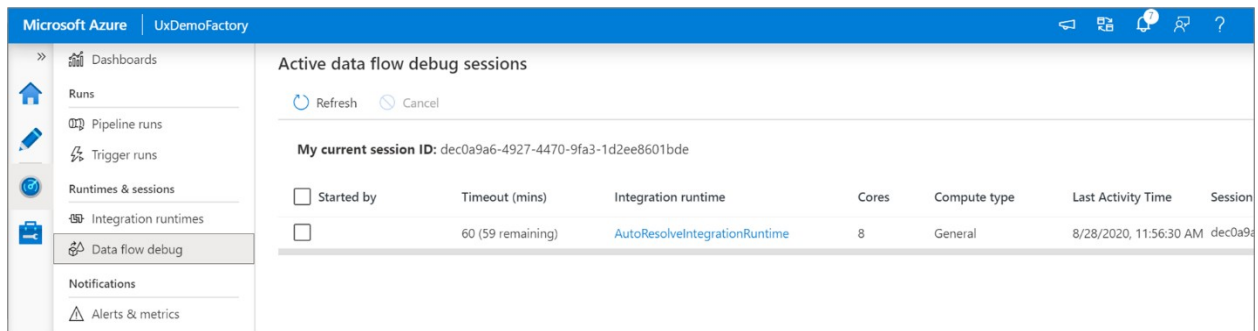 Microsoft Azure | UxDemoFactory
7
»
Dashboards
Runs
Pipeline runs
Trigger runs
Runtimes & sessions
Integration runtimes
Data flow debug
Notifications
Alerts & metrics
Active data flow debug sessions
Refresh Cancel
My current session ID: dec0a9a6-4927-4470-9fa3-1d2ee8601bde
Started by Timeout (mins) Integration runtime Cores Compute type Last Activity Time Session
60 (59 remaining) AutoResolveIntegrationRuntime 8 General 8/28/2020, 11:56:30 AM dec0a9a